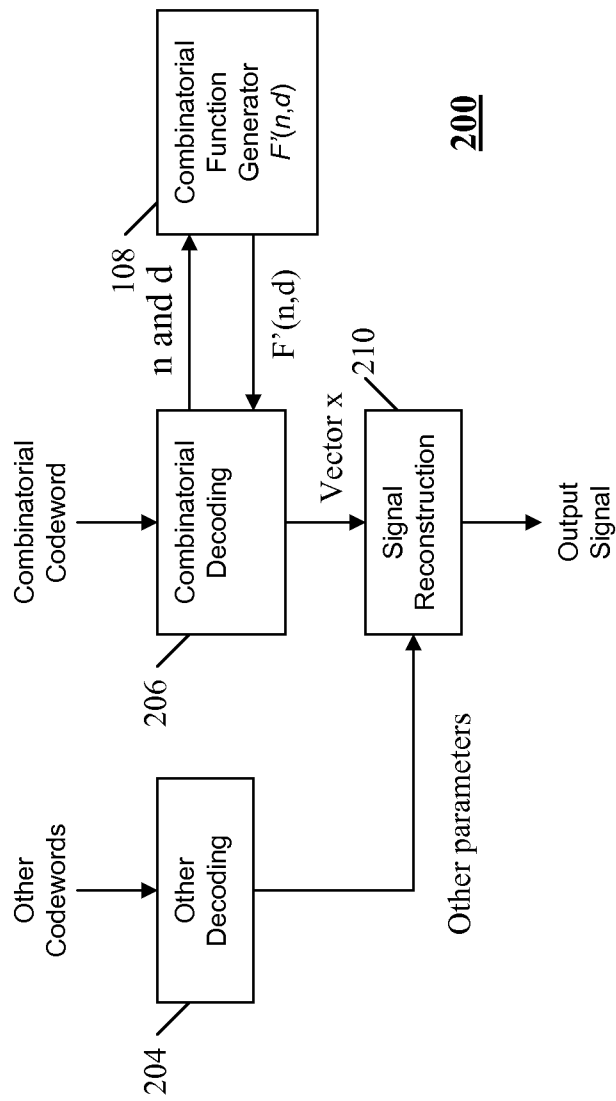 Other
Codewords
Combinatorial
Codeword
204
Other
Decoding
206
Combinatorial
Decoding
n and d
F'(n,d)
108
Combinatorial
Function
Generator
F'(n,d)
Vector x
Other parameters
210
Signal
Reconstruction
Output
Signal
200